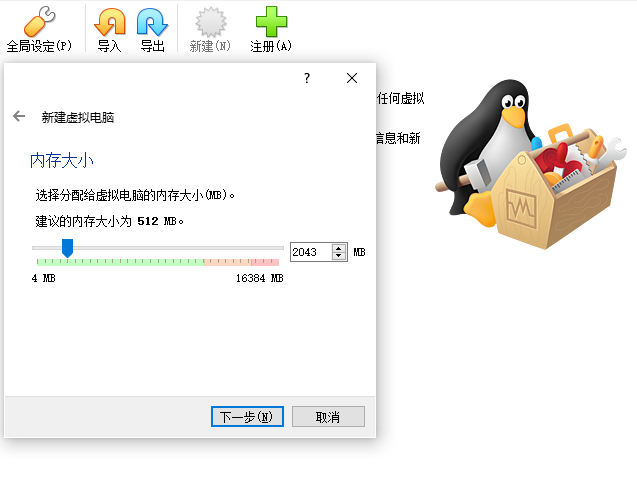 全局设定(P) 导入 导出 新建(N) 注册(A)
?
任何虚拟
新建虚拟电脑
信息和新
内存大小
选择分配给虚拟电脑的内存大小(MB)。
建议的内存大小为 512 MB。
2043 MB
4 MB 16384 MB
下一步(N) 取消